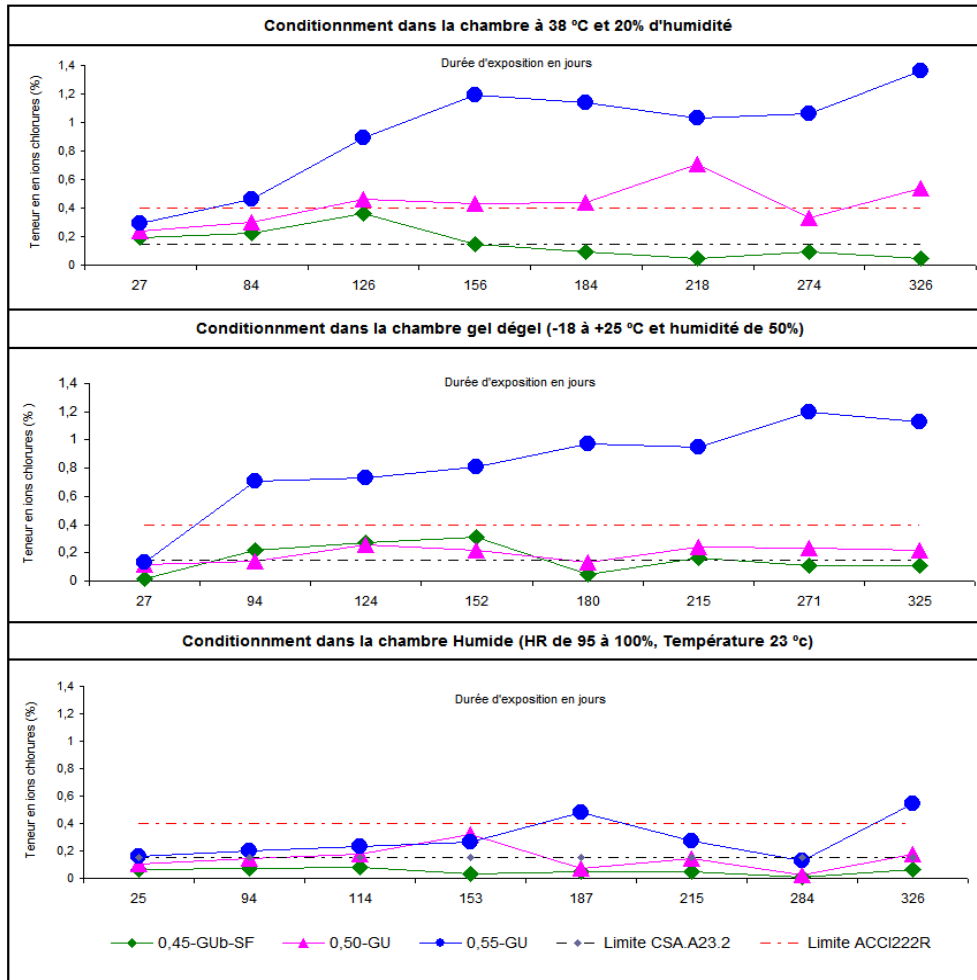 Conditionnment dans la chambre à 38 ºC et 20% d'humidité
Durée d'exposition en jours
Teneur en ions chlorures (%)
1,4
1,2
1
0,8
0,6
0,4
0,2
0
27 84 126 156 184 218 274 326
Conditionnment dans la chambre gel dégel (-18 à +25 ºC et humidité de 50%)
Durée d'exposition en jours
Teneur en ions chlorures (% )
1,4
1,2
1
0,8
0,6
0,4
0,2
0
27 94 124 152 180 215 271 325
Conditionnment dans la chambre Humide (HR de 95 à 100%, Température 23 ºc)
Durée d'exposition en jours
Teneur en ions chlorures (%)
1,4
1,2
1
0,8
0,6
0,4
0,2
0
25 94 114 153 187 215 284 326
0,45-GUb-SF 0,50-GU 0,55-GU Limite CSA.A23.2 Limite ACCI222R